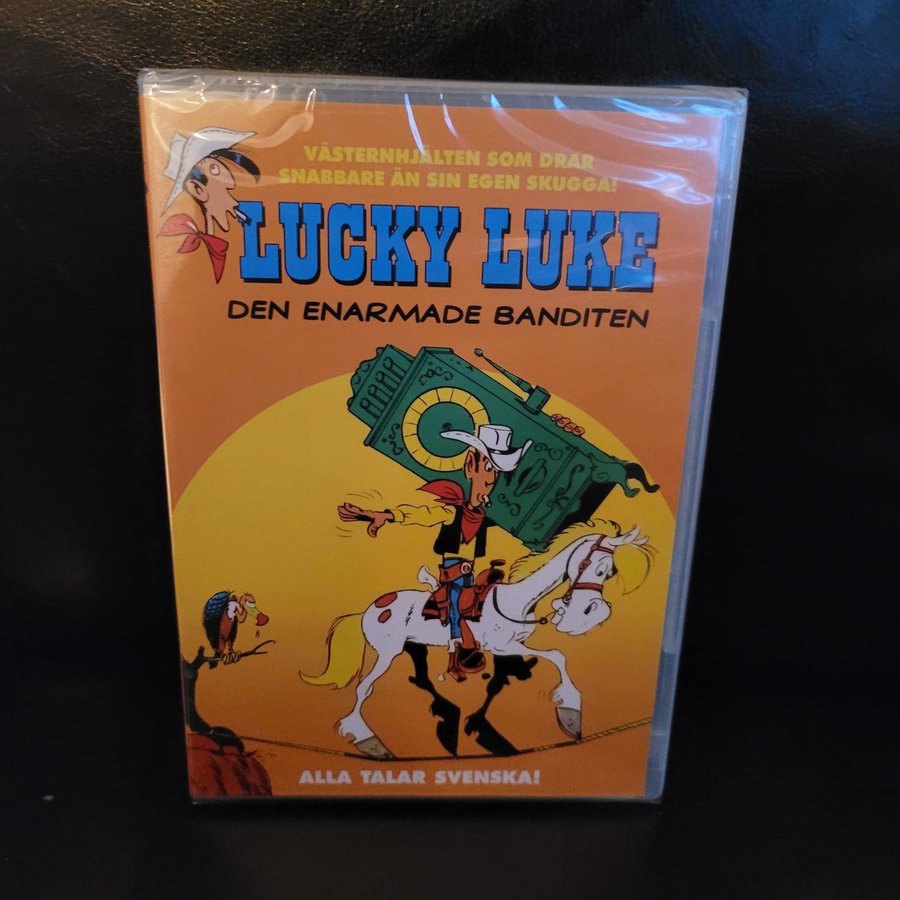 VÄSTERNHJÄLTEN SOM DRAR
SNABBARE ÄN SIN EGEN SKUGGA!
LUCKY LUKE
DEN ENARMADE BANDITEN
ALLA TALAR SVENSKA!